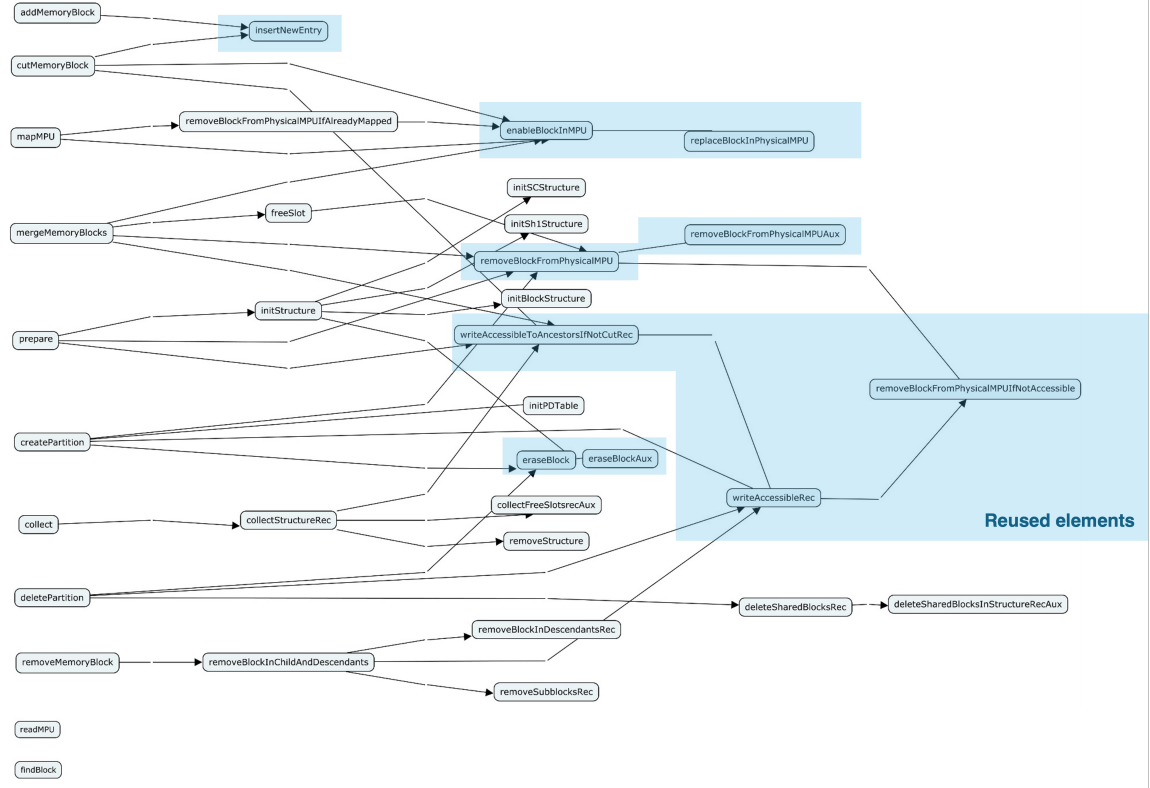 addMemoryBlock
insertNewEntry
cutMemoryBlock
removeBlockFromPhysicalMPUIfAlreadyMapped
mapMPU
enableBlockInMPU
replaceBlockInPhysicalMPU
initSCStructure
freeSlot
initSh1Structure
mergeMemoryBlocks
removeBlockFromPhysicalMPUAux
removeBlockFromPhysicalMPU
initBlockStructure
initStructure
prepare
writeAccessibleToAncestorsIfNotCutRec
removeBlockFromPhysicalMPUIfNotAccessible
initPDTable
createPartition
eraseBlock
eraseBlockAux
writeAccessibleRec
collectFreeSlotsrecAux
collect
collectStructureRec
Reused elements
removeStructure
deletePartition
deleteSharedBlocksRec
deleteSharedBlocksInStructureRecAux
removeBlockInDescendantsRec
removeMemoryBlock
removeBlockInChildAndDescendants
removeSubblocksRec
readMPU
findBlock